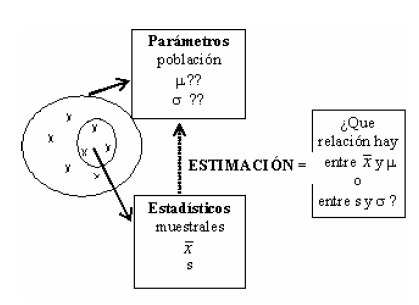 Parámetros
población
μ??
σ ??
y
y
y
y
y
y
y
ESTIMACIÓN =
¿Que
relación hay
entre x̄ y μ
o
entre s y σ ?
Estadísticos
muestrales
x̄
s